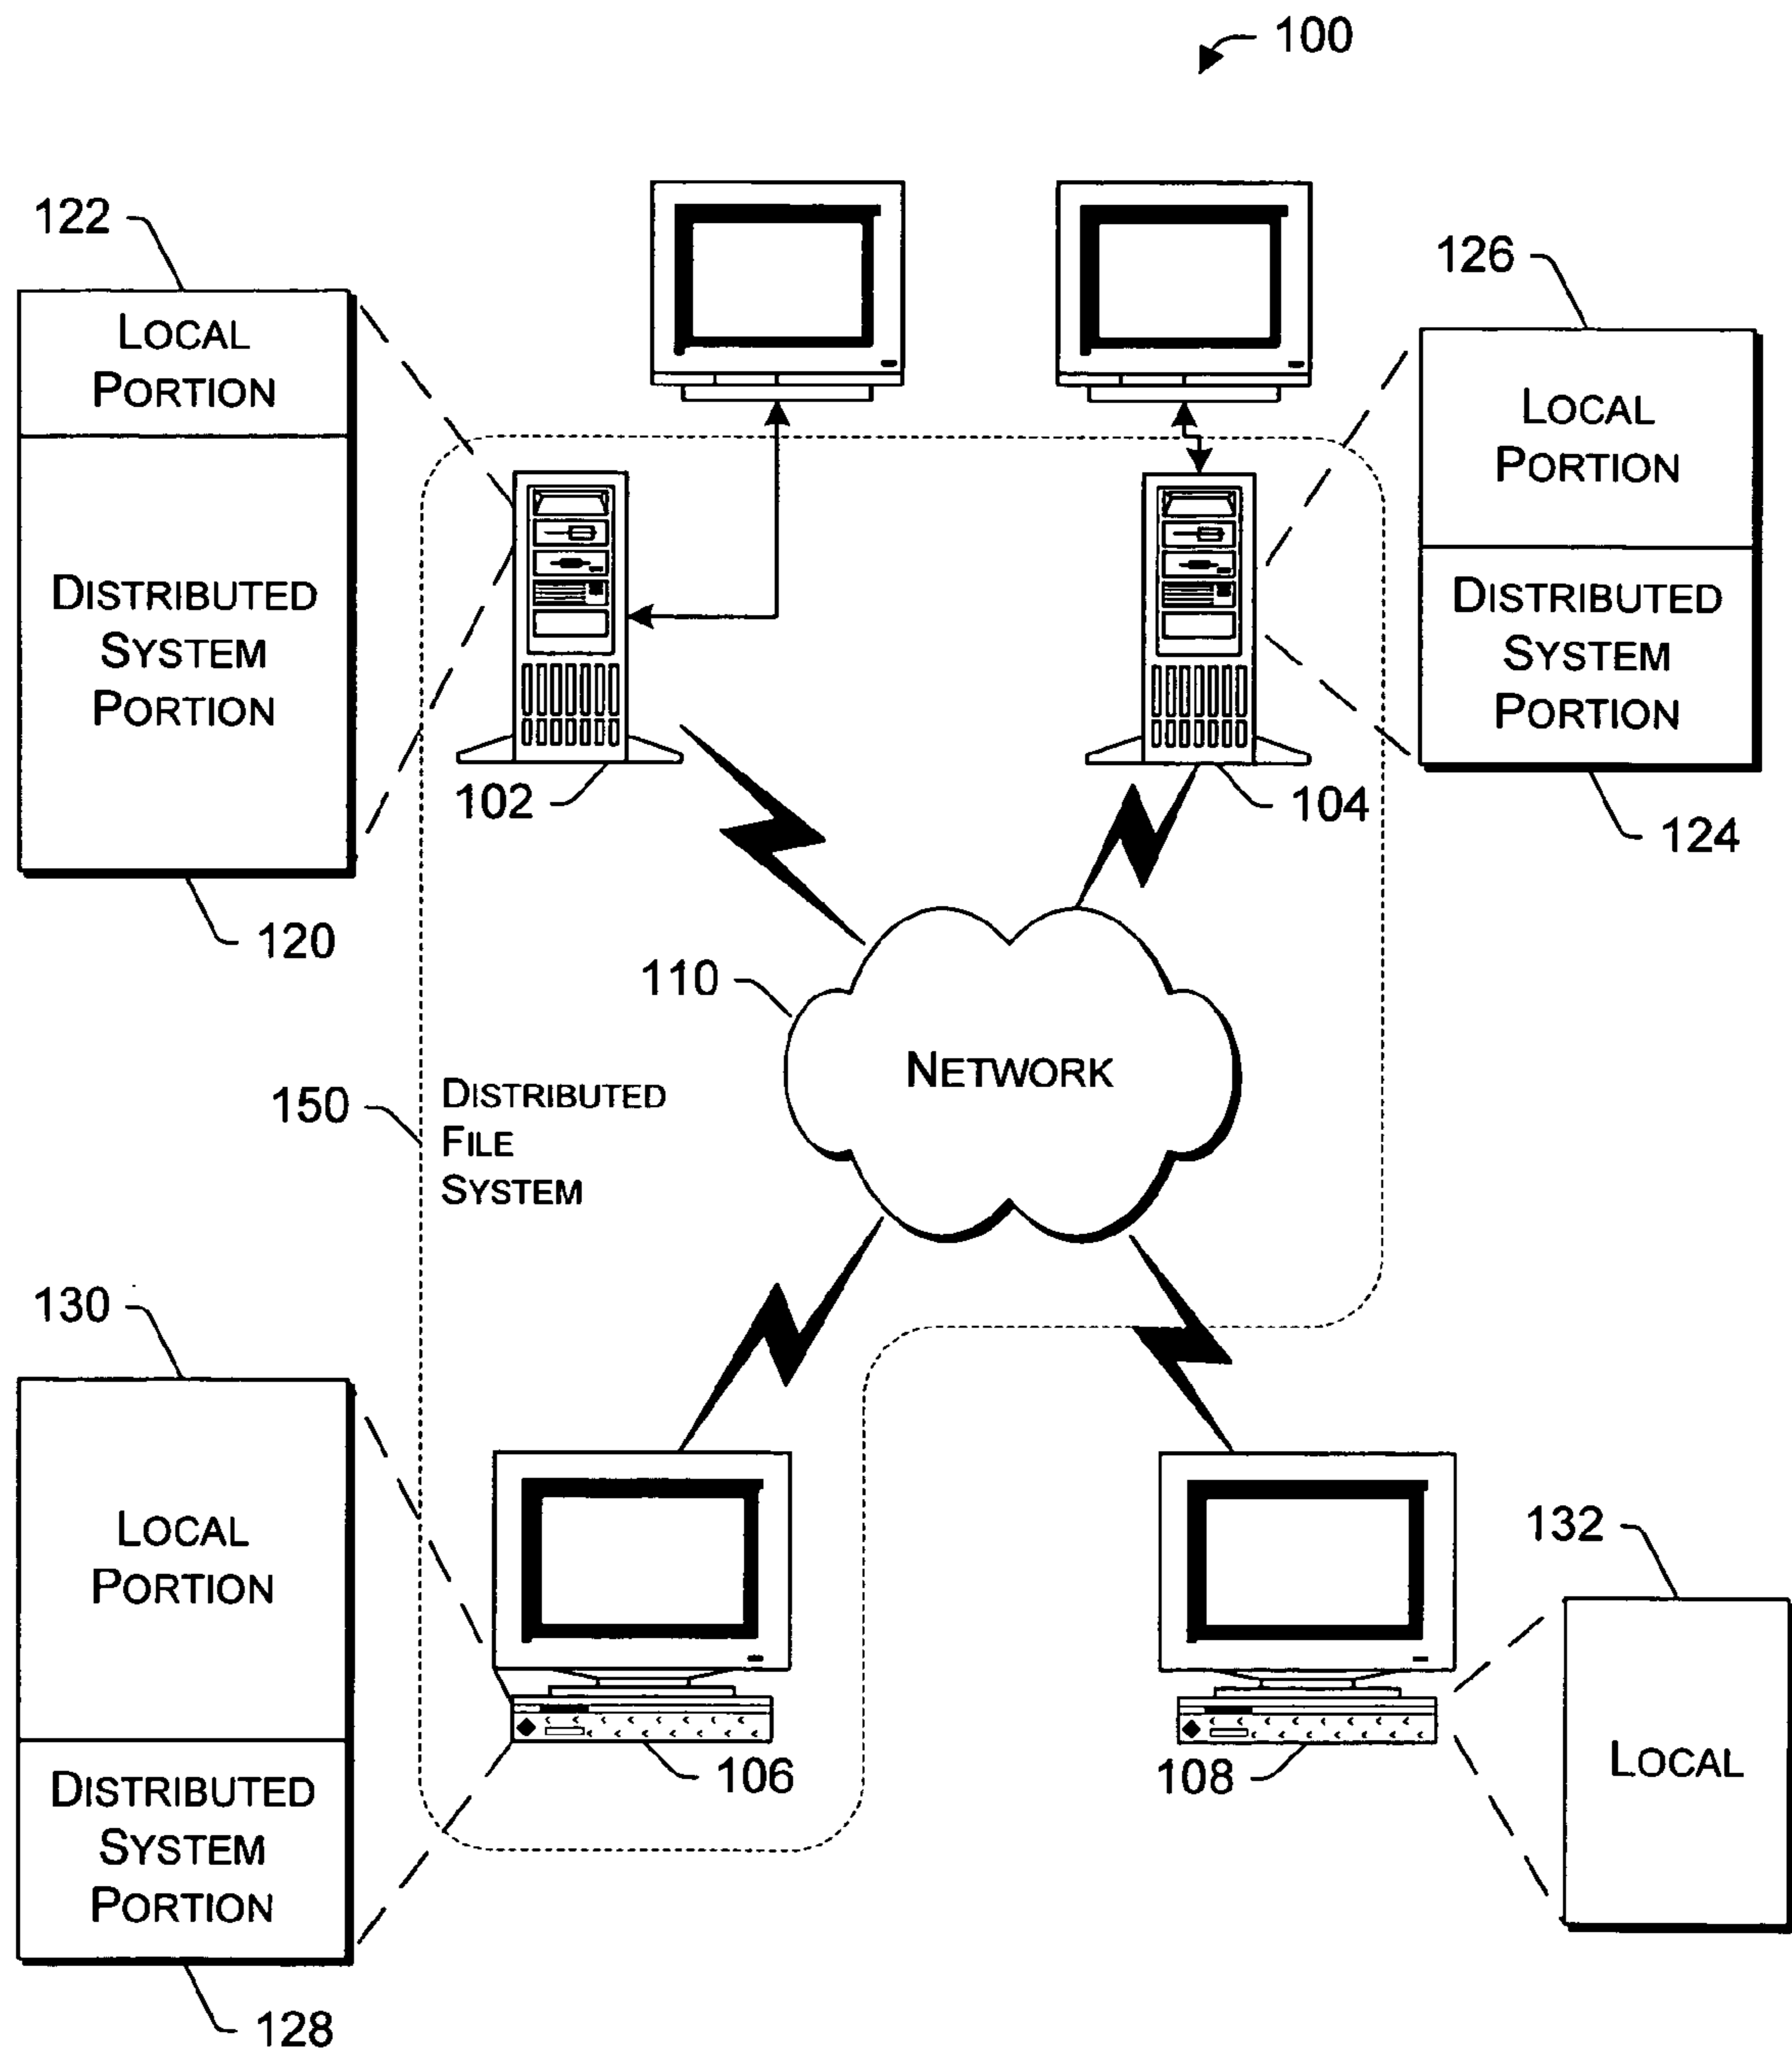 100
122
LOCAL
PORTION
DISTRIBUTED
SYSTEM
PORTION
120
126
LOCAL
PORTION
DISTRIBUTED
SYSTEM
PORTION
124
102
104
110
NETWORK
150
DISTRIBUTED
FILE
SYSTEM
130
LOCAL
PORTION
DISTRIBUTED
SYSTEM
PORTION
128
106
108
132
LOCAL